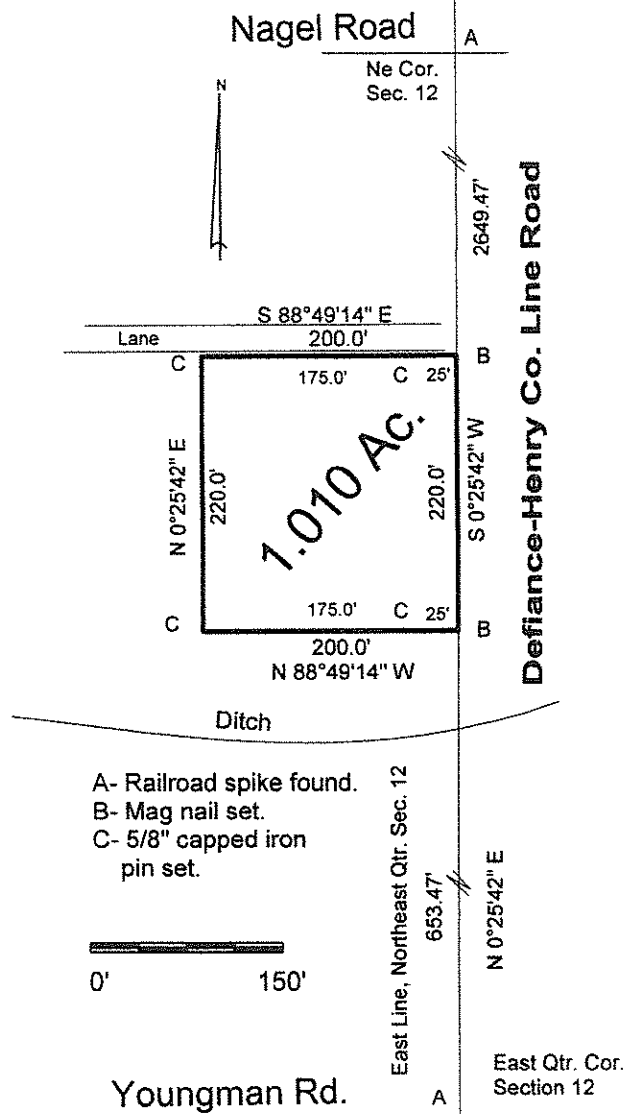 Nagel Road
A
Ne Cor.
Sec. 12
N
2649.47'
Defiance-Henry Co. Line Road
S 88°49'14" E
Lane
200.0'
C
B
175.0'
C
25'
N 0°25'42" E
220.0'
1.010 Ac.
220.0'
S 0°25'42" W
175.0'
C
25'
C
B
200.0'
N 88°49'14" W
Ditch
A- Railroad spike found.
B- Mag nail set.
C- 5/8" capped iron
pin set.
East Line, Northeast Qtr. Sec. 12
653.47'
N 0°25'42" E
0'
150'
East Qtr. Cor.
Section 12
Youngman Rd.
A